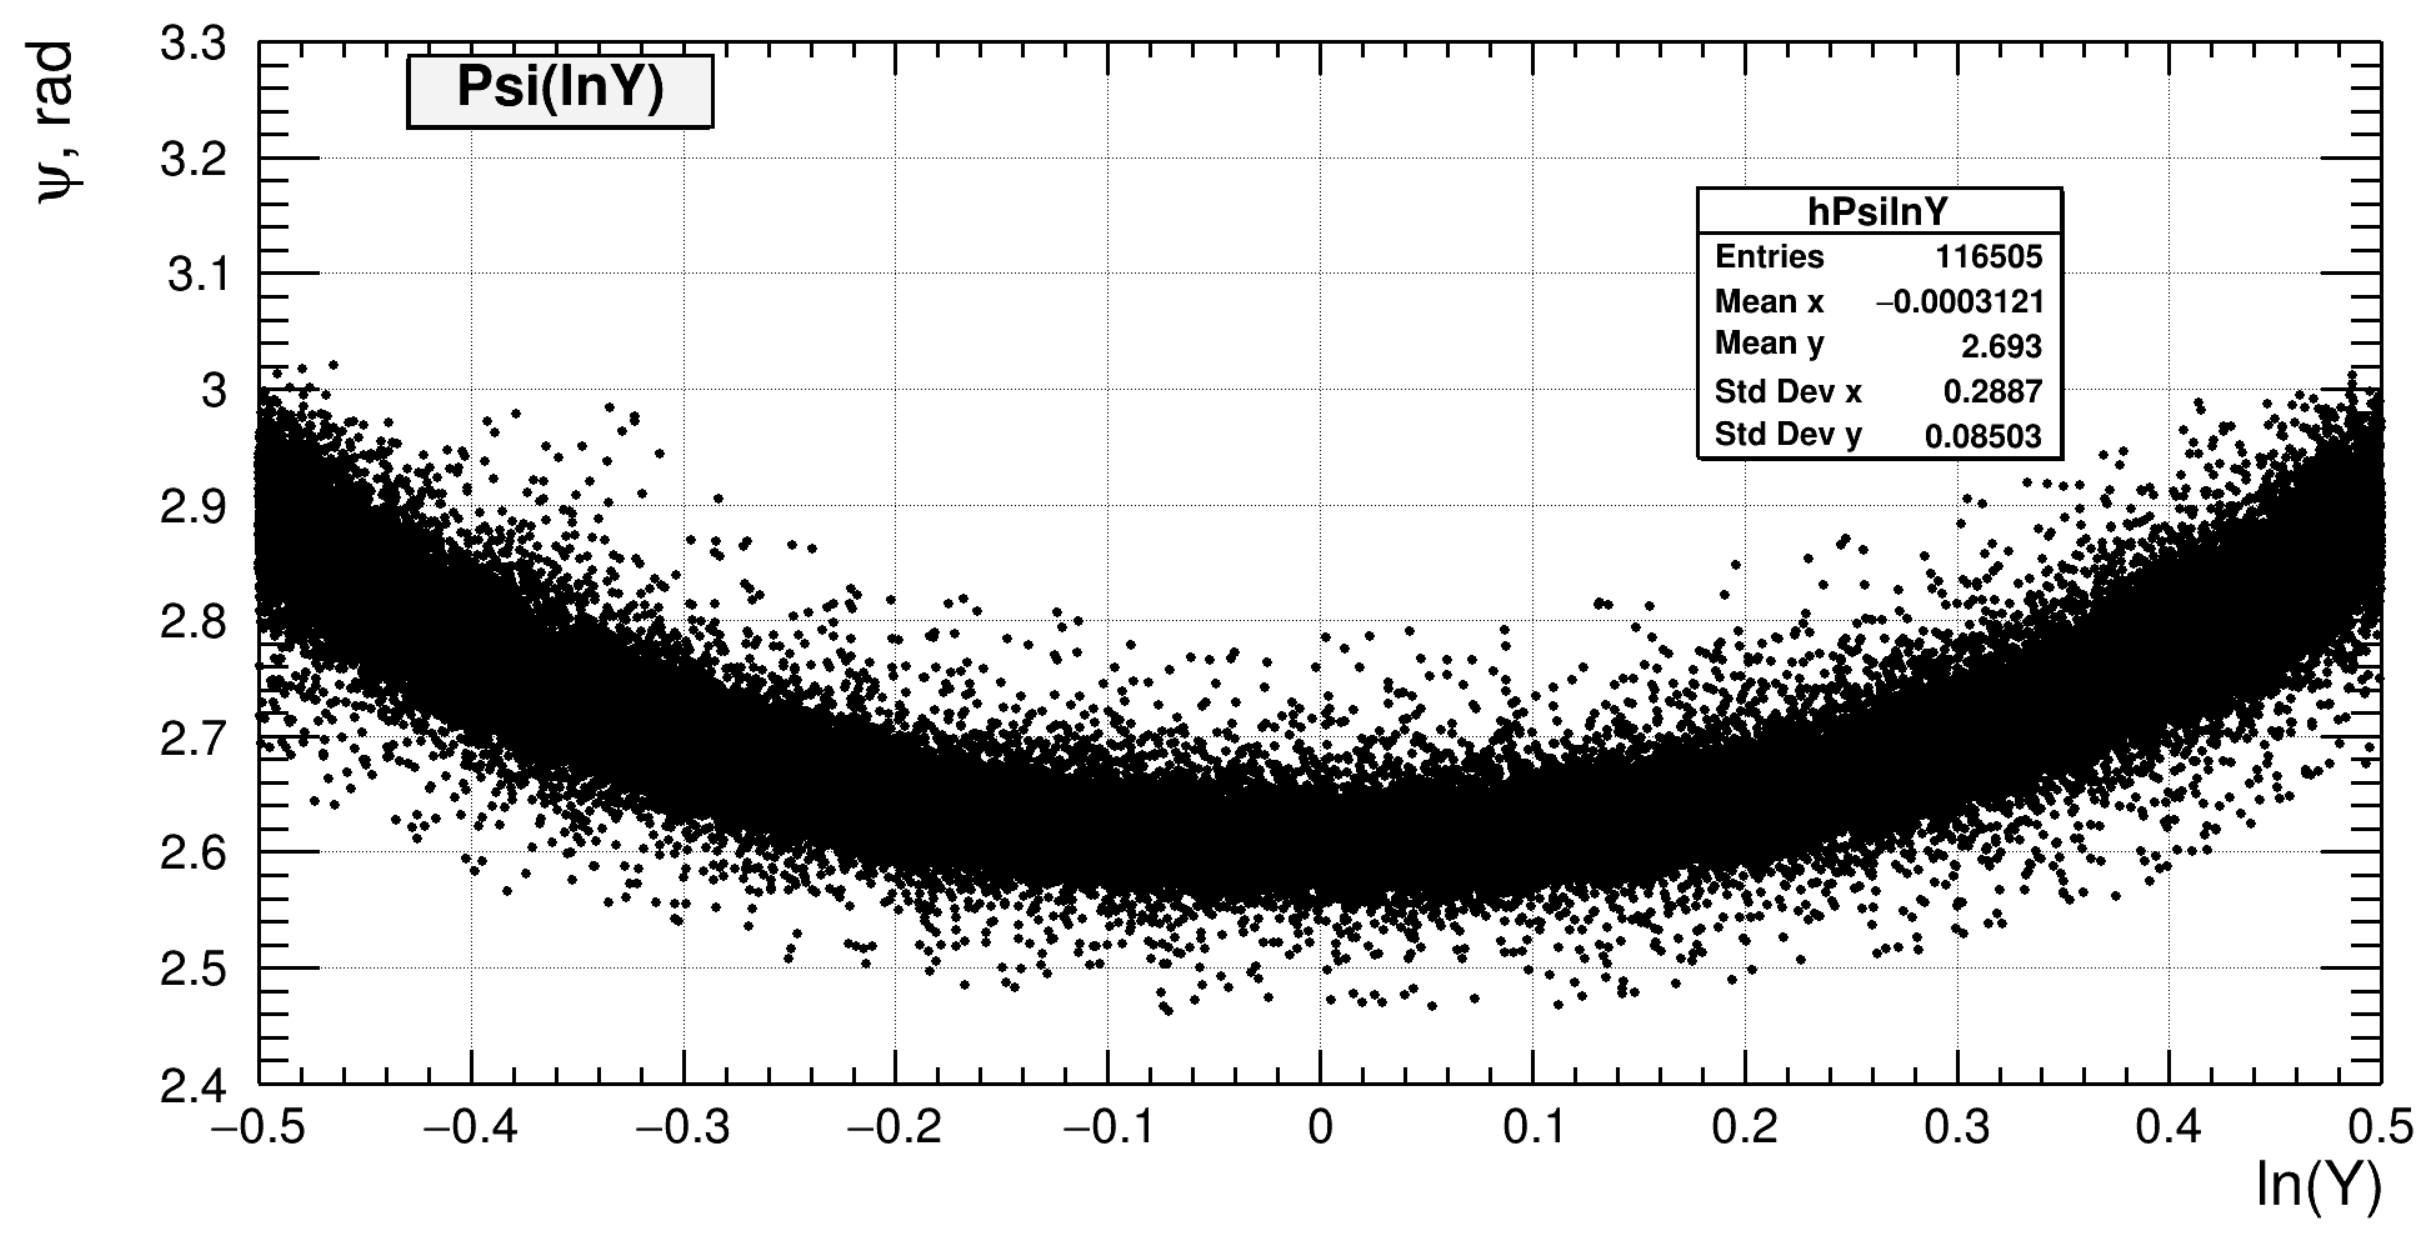 ψ, rad
3.3
3.2
3.1
3
2.9
2.8
2.7
2.6
2.5
2.4
Psi(lnY)
hPsilnY
Entries 116505
Mean x −0.0003121
Mean y 2.693
Std Dev x 0.2887
Std Dev y 0.08503
−0.5 −0.4 −0.3 −0.2 −0.1 0 0.1 0.2 0.3 0.4 0.5
ln(Y)